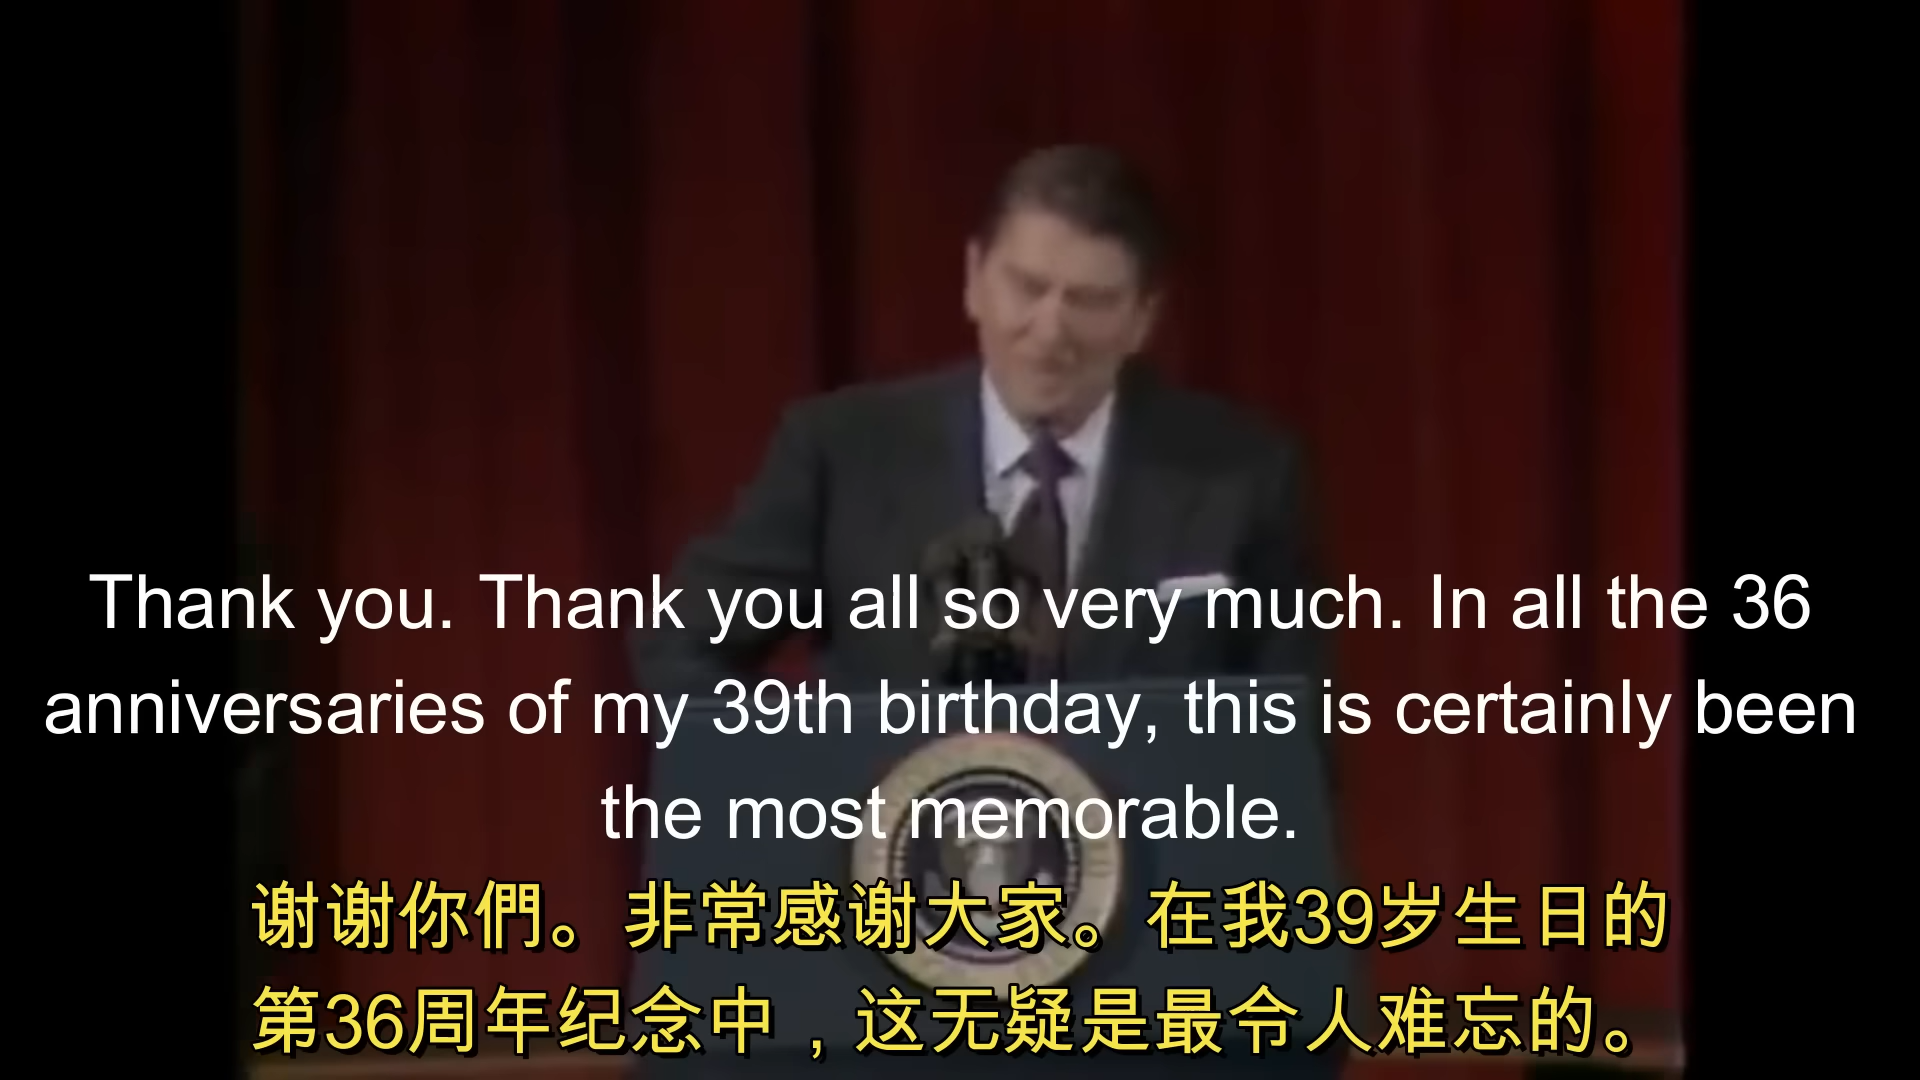 Thank you. Thank you all so very much. In all the 36
anniversaries of my 39th birthday, this is certainly been
the most memorable.
谢谢你們。非常感谢大家。在我39岁生日的
第36周年纪念中，这无疑是最令人难忘的。